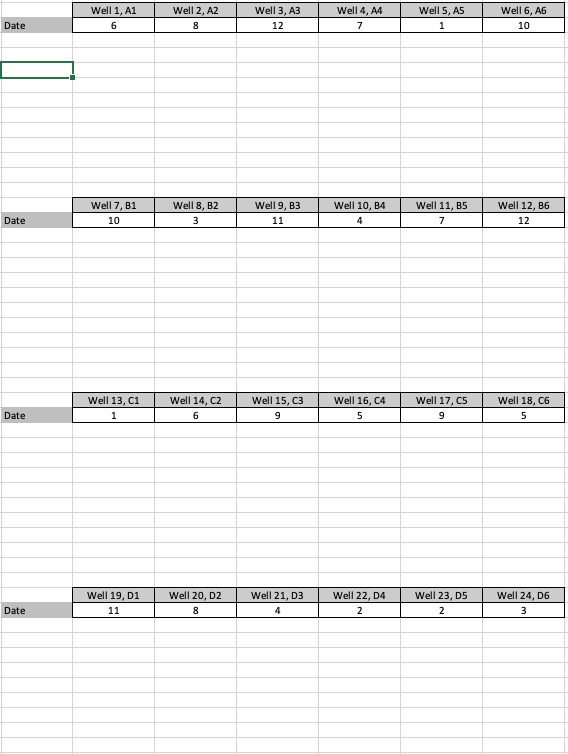 Well 1, A1 Well 2, A2 Well 3, A3 Well 4, A4 Well 5, A5 Well 6, A6
Date 6 8 12 7 1 10
Well 7, B1 Well 8, B2 Well 9, B3 Well 10, B4 Well 11, B5 Well 12, B6
Date 10 3 11 4 7 12
Well 13, C1 Well 14, C2 Well 15, C3 Well 16, C4 Well 17, C5 Well 18, C6
Date 1 6 9 5 9 5
Well 19, D1 Well 20, D2 Well 21, D3 Well 22, D4 Well 23, D5 Well 24, D6
Date 11 8 4 2 2 3